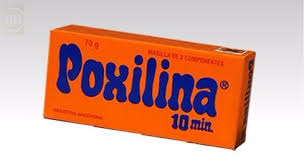 70 g
MASILLA DE 2 COMPONENTES
Poxilina®
10 min.
INDUSTRIA ARGENTINA